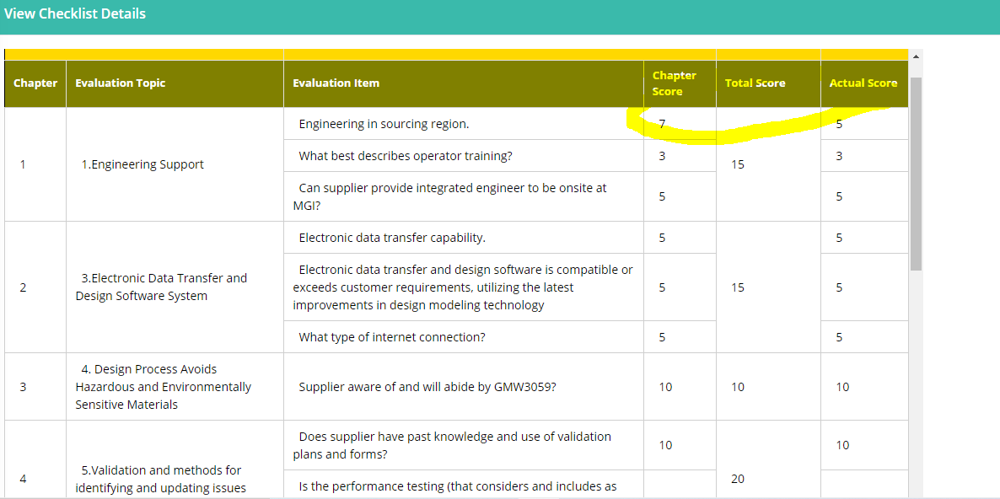 View Checklist Details
Chapter
Evaluation Topic
Evaluation Item
Chapter
Score
Total Score
Actual Score
1
1.Engineering Support
Engineering in sourcing region.
7
15
5
What best describes operator training?
3
3
Can supplier provide integrated engineer to be onsite at
MGI?
5
5
2
3.Electronic Data Transfer and
Design Software System
Electronic data transfer capability.
5
15
5
Electronic data transfer and design software is compatible or
exceeds customer requirements, utilizing the latest
improvements in design modeling technology
5
5
What type of internet connection?
5
5
3
4. Design Process Avoids
Hazardous and Environmentally
Sensitive Materials
Supplier aware of and will abide by GMW3059?
10
10
10
4
5.Validation and methods for
identifying and updating issues
Does supplier have past knowledge and use of validation
plans and forms?
10
20
10
Is the performance testing (that considers and includes as